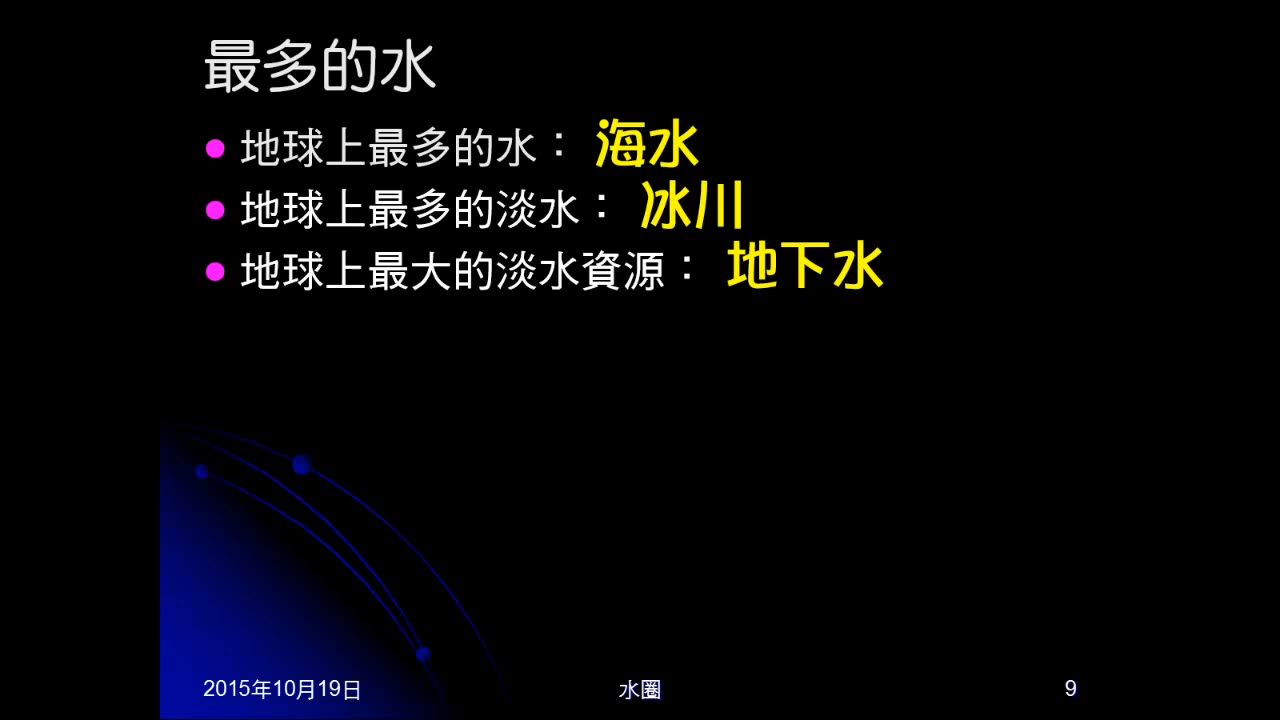 最多的水
地球上最多的水： 海水
地球上最多的淡水： 冰川
地球上最大的淡水資源： 地下水
2015年10月19日 水圈 9